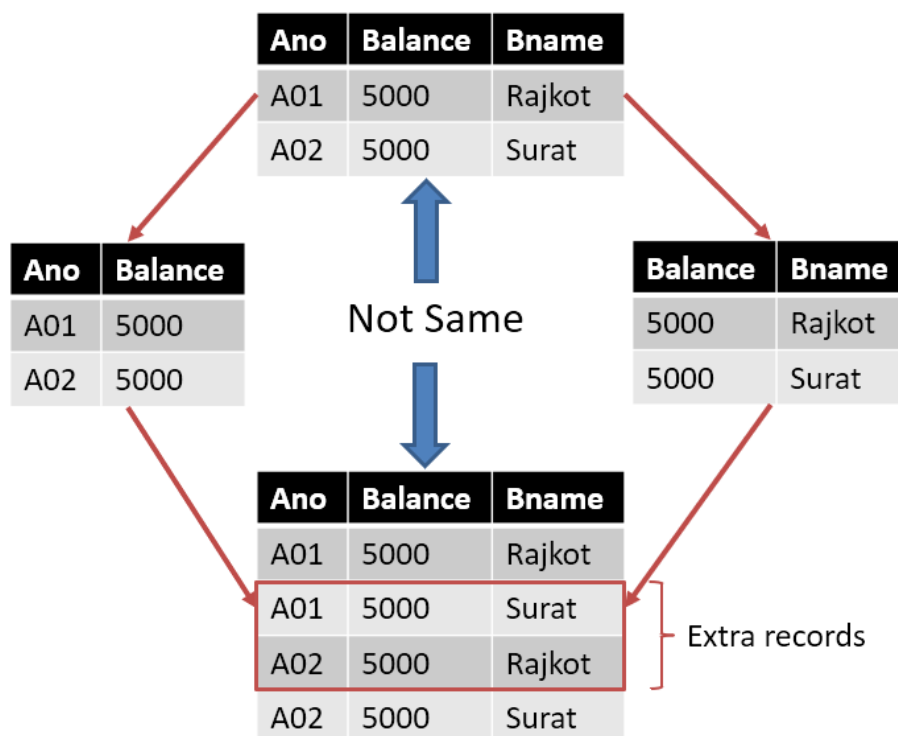 Ano Balance Bname
A01 5000 Rajkot
A02 5000 Surat
Ano Balance
A01 5000
A02 5000
Not Same
Balance Bname
5000 Rajkot
5000 Surat
Ano Balance Bname
A01 5000 Rajkot
A01 5000 Surat
A02 5000 Rajkot
A02 5000 Surat
Extra records